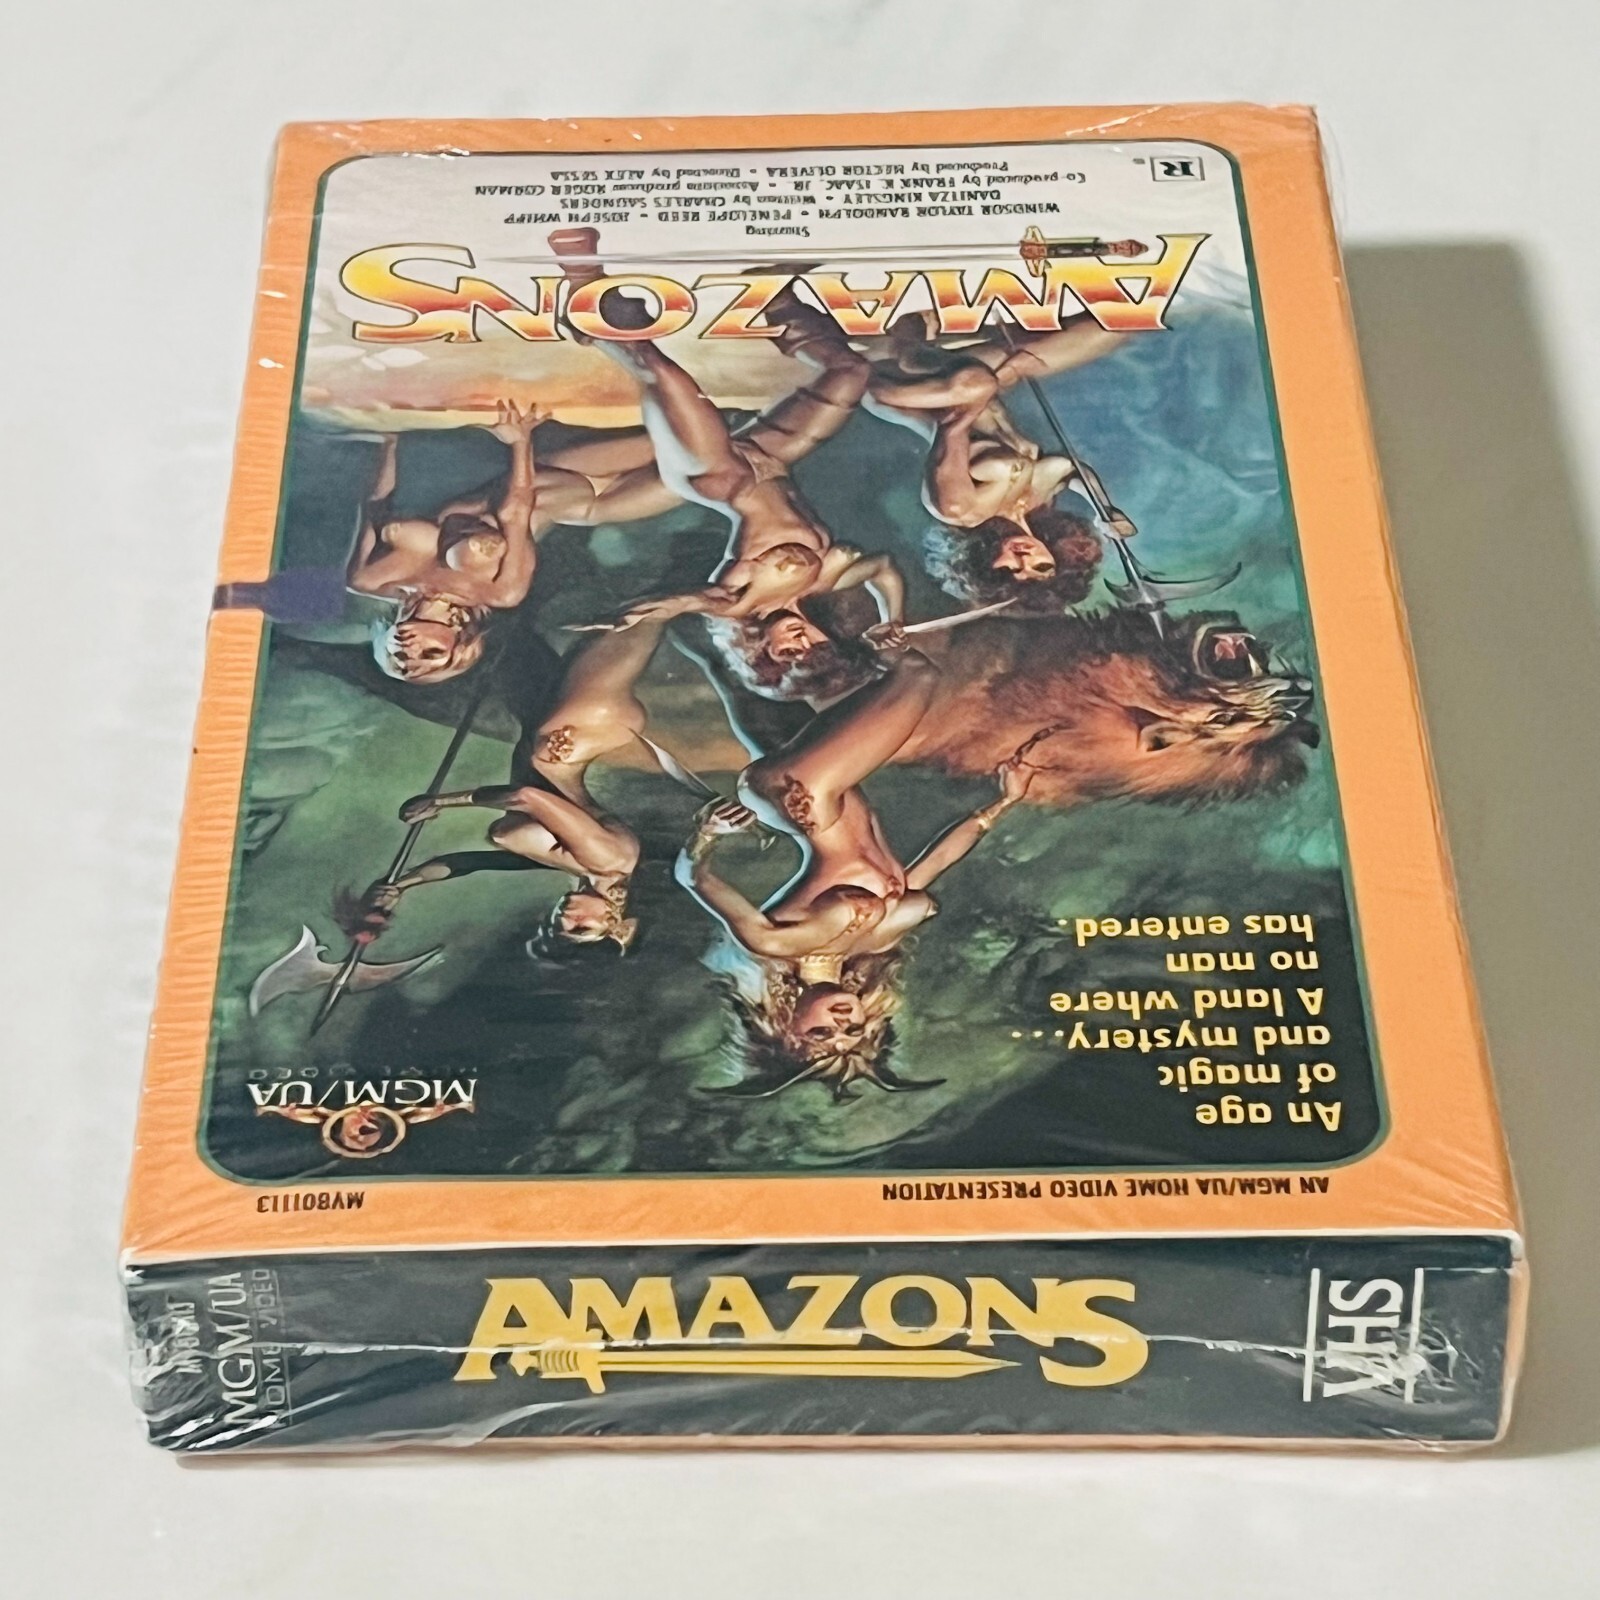 AN MGM/UA HOME VIDEO PRESENTATION
MV801113
An age
of magic
and mystery...
A land where
no man
has entered.
MGM/UA
HOME VIDEO
AMAZONS
Starring
WINDSOR TAYLOR RANDOLPH • PENELOPE REED • JOSEPH WHIPP
DANITZA KINGSLEY • Written by CHARLES SAUNDERS
Co-produced by FRANK K. ISAAC, JR. • Associate producer ROGER CORMAN
Produced by HECTOR OLIVERA • Directed by ALEX SESSA
R
MGM/UA
HOME VIDEO
AMAZONS
VHS